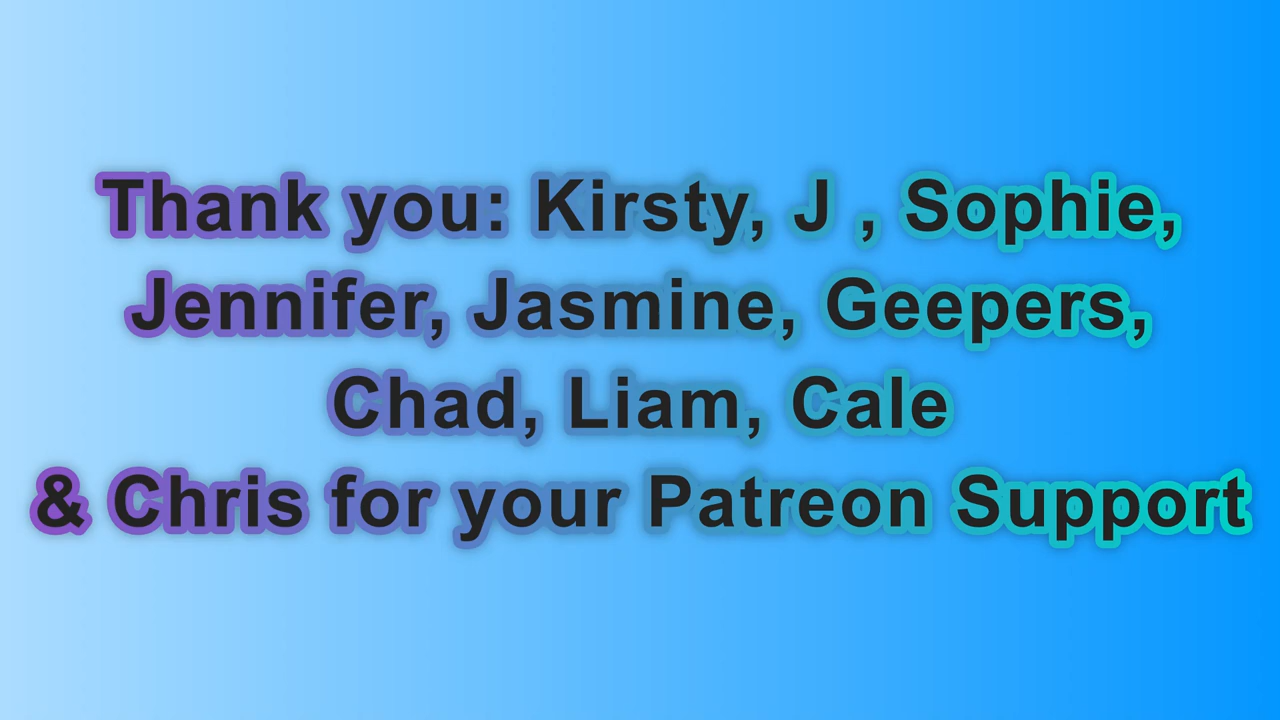 Thank you: Kirsty, J , Sophie,
Jennifer, Jasmine, Geepers,
Chad, Liam, Cale
& Chris for your Patreon Support